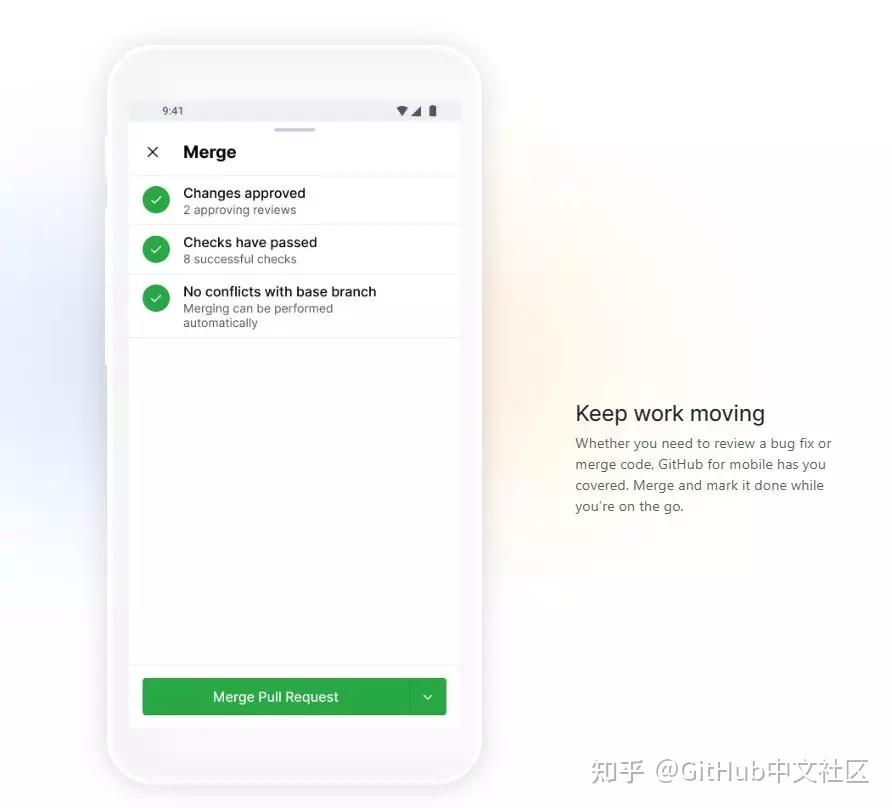 9:41
Merge
Changes approved
2 approving reviews
Checks have passed
8 successful checks
No conflicts with base branch
Merging can be performed
automatically
Merge Pull Request
Keep work moving
Whether you need to review a bug fix or
merge code, GitHub for mobile has you
covered. Merge and mark it done while
you’re on the go.
知乎 @GitHub中文社区